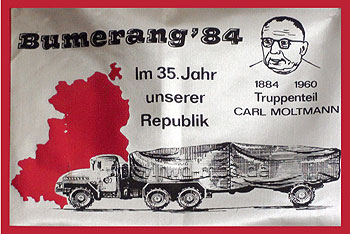 Bumerang '84
Im 35. Jahr
unserer
Republik
1884 1960
Truppenteil
CARL MOLTMANN